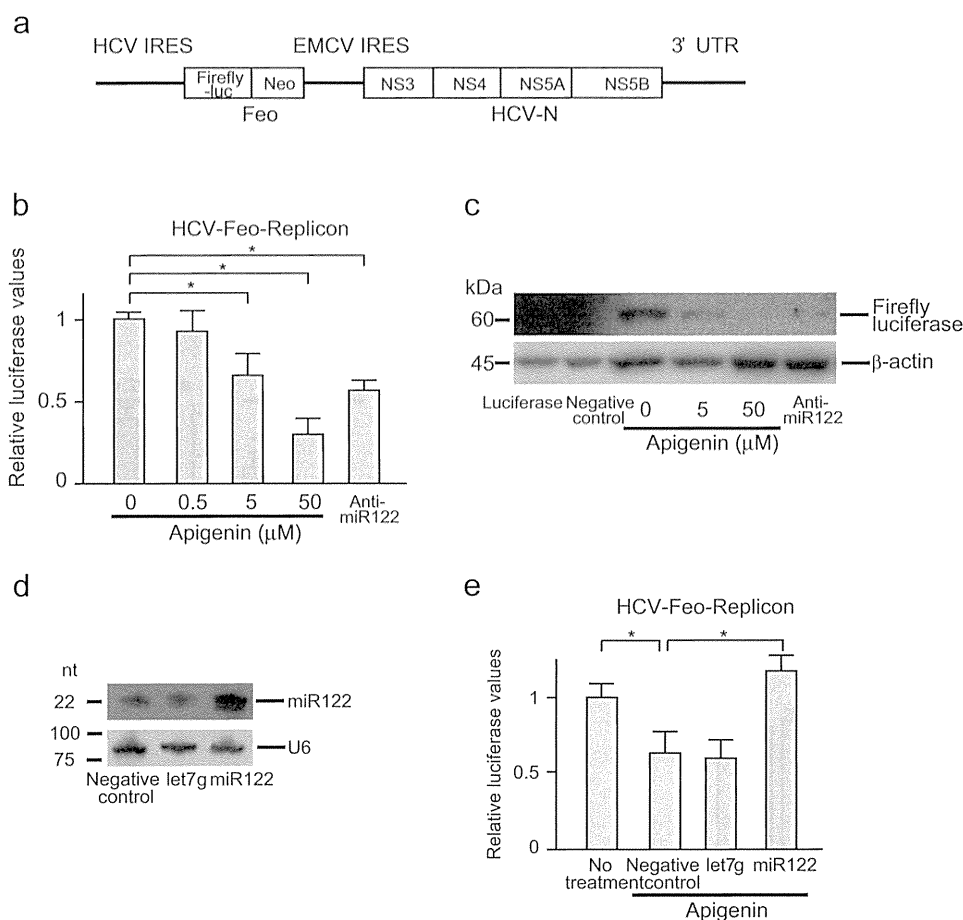 a
HCV IRES
EMCV IRES
3' UTR
Firefly
-luc
Neo
NS3
NS4
NS5A
NS5B
Feo
HCV-N
b
HCV-Feo-Replicon
*
*
*
Relative luciferase values
1
0.5
0
0
0.5
5
50
Anti-
miR122
Apigenin (μM)
c
kDa
60
Firefly
luciferase
45
β-actin
Luciferase
Negative
control
0
5
50
Anti-
miR122
Apigenin (μM)
d
nt
22
miR122
100
75
U6
Negative
control
let7g
miR122
e
HCV-Feo-Replicon
*
*
Relative luciferase values
1
0.5
0
No
treatment
Negative
control
let7g
miR122
Apigenin